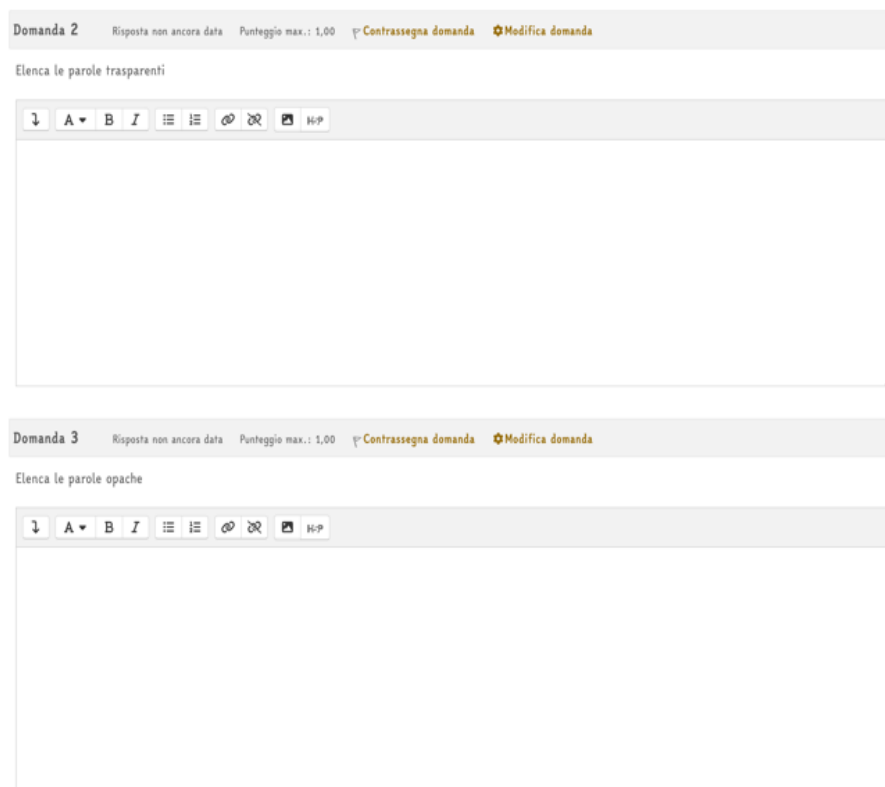 Domanda 2 Risposta non ancora data Punteggio max.: 1,00 Contrassegna domanda Modifica domanda
Elenca le parole trasparenti
A B I H-P
Domanda 3 Risposta non ancora data Punteggio max.: 1,00 Contrassegna domanda Modifica domanda
Elenca le parole opache
A B I H-P